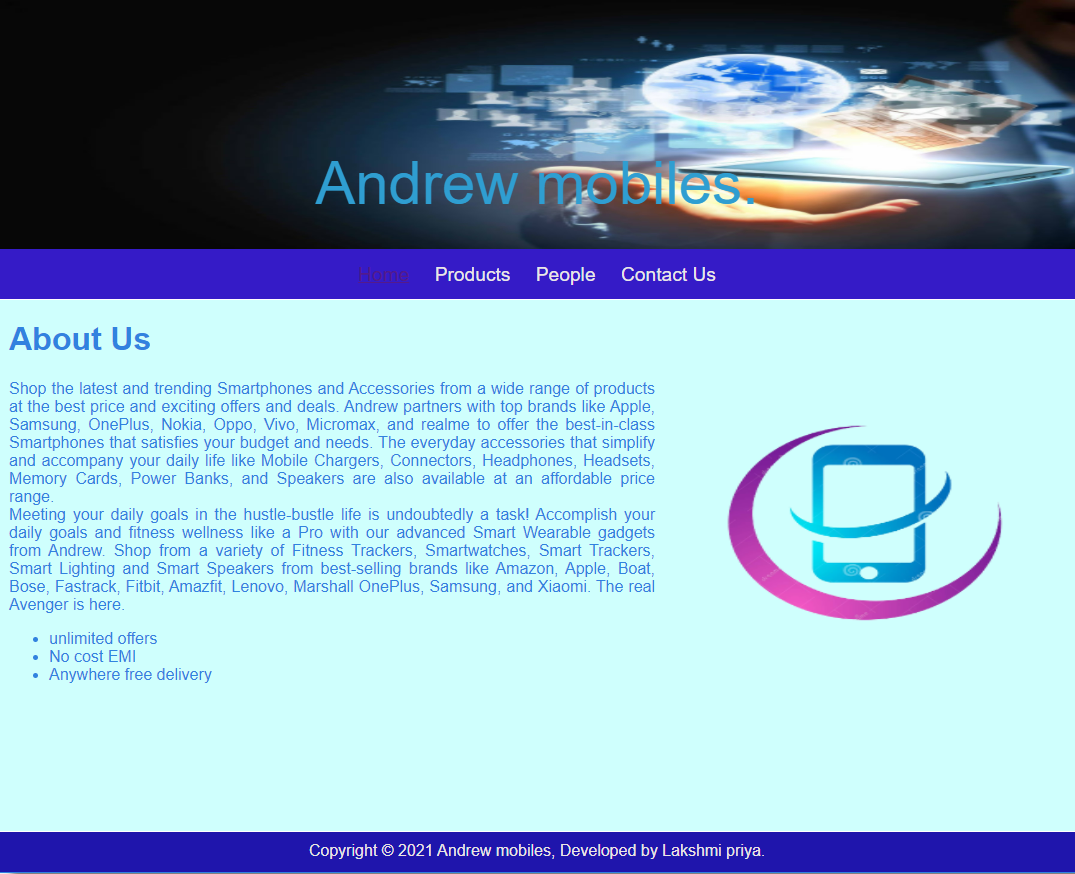 Andrew mobiles.
Home Products People Contact Us
About Us
Shop the latest and trending Smartphones and Accessories from a wide range of products
at the best price and exciting offers and deals. Andrew partners with top brands like Apple,
Samsung, OnePlus, Nokia, Oppo, Vivo, Micromax, and realme to offer the best-in-class
Smartphones that satisfies your budget and needs. The everyday accessories that simplify
and accompany your daily life like Mobile Chargers, Connectors, Headphones, Headsets,
Memory Cards, Power Banks, and Speakers are also available at an affordable price
range.
Meeting your daily goals in the hustle-bustle life is undoubtedly a task! Accomplish your
daily goals and fitness wellness like a Pro with our advanced Smart Wearable gadgets
from Andrew. Shop from a variety of Fitness Trackers, Smartwatches, Smart Trackers,
Smart Lighting and Smart Speakers from best-selling brands like Amazon, Apple, Boat,
Bose, Fastrack, Fitbit, Amazfit, Lenovo, Marshall OnePlus, Samsung, and Xiaomi. The real
Avenger is here.
• unlimited offers
• No cost EMI
• Anywhere free delivery
Copyright © 2021 Andrew mobiles, Developed by Lakshmi priya.